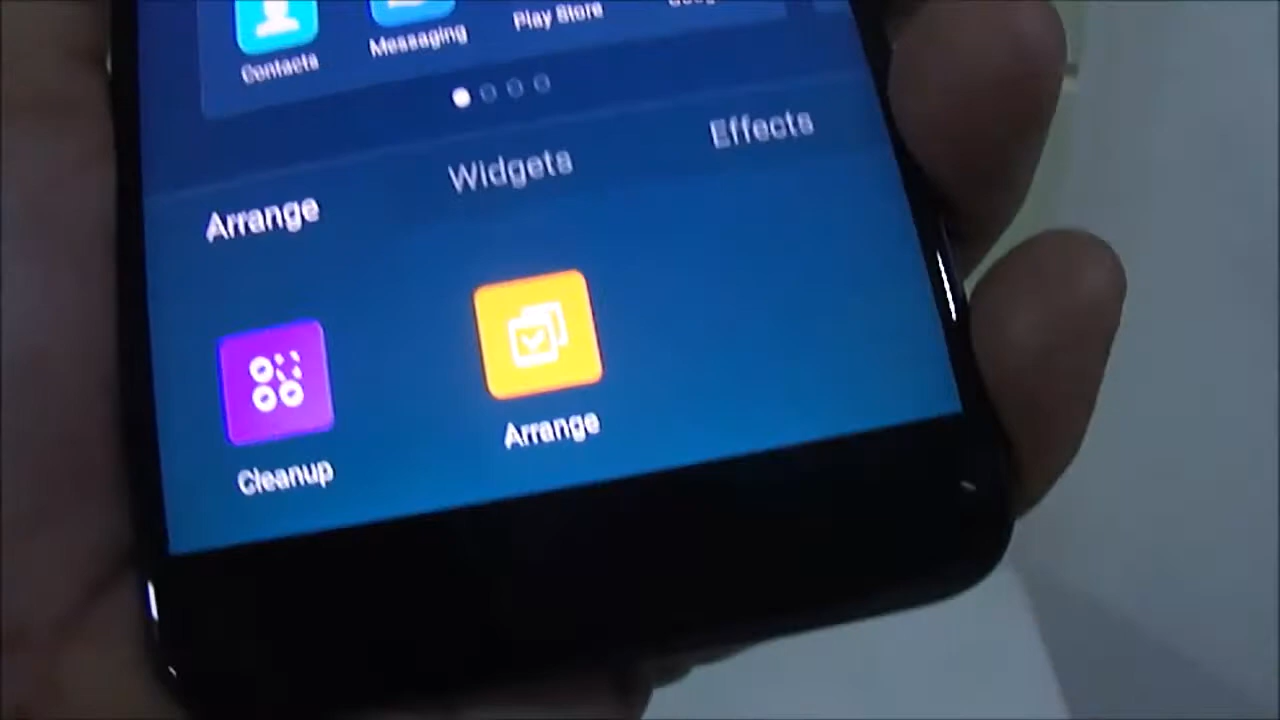 Contacts
Messaging
Play Store
Arrange
Widgets
Effects
Cleanup
Arrange